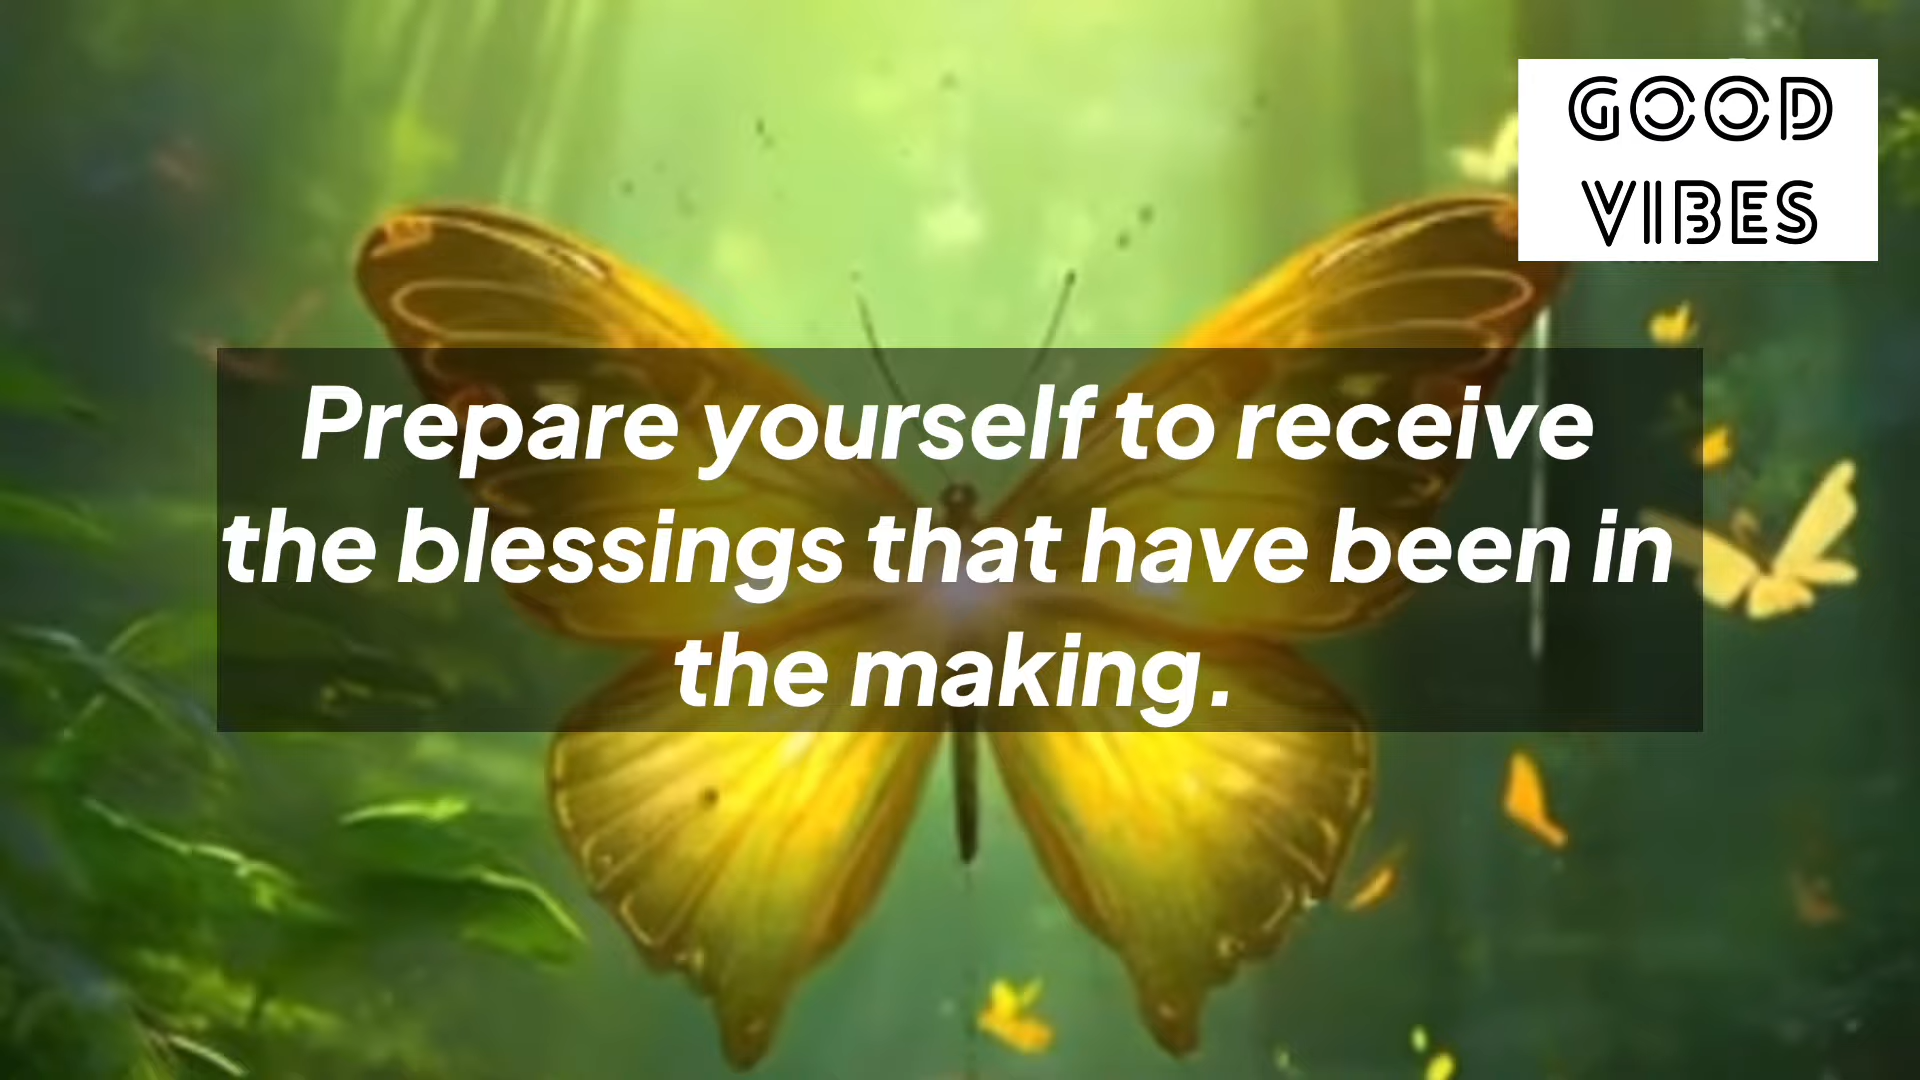 GOOD
VIBES
Prepare yourself to receive
the blessings that have been in
the making.